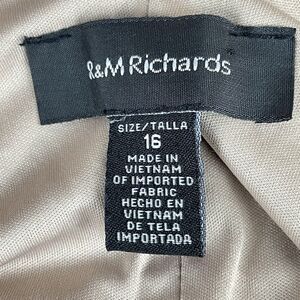 R&M Richards
SIZE/TALLA
16
MADE IN
VIETNAM
OF IMPORTED
FABRIC
HECHO EN
VIETNAM
DE TELA
IMPORTADA